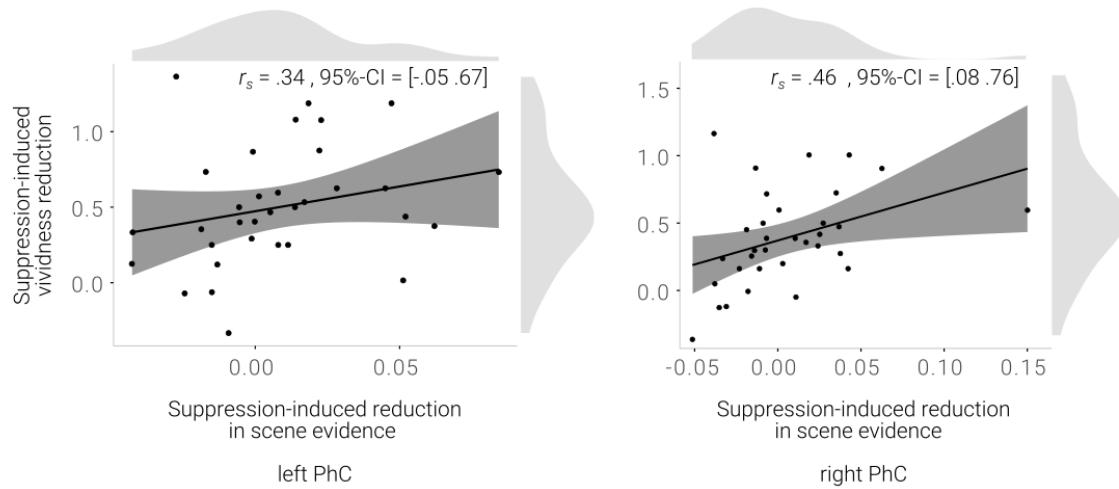 r_s = .34 , 95%-CI = [-.05 .67]
Suppression-induced
vividness reduction
1.0
0.5
0.0
0.00 0.05
Suppression-induced reduction
in scene evidence
left PhC
r_s = .46 , 95%-CI = [.08 .76]
1.5
1.0
0.5
0.0
-0.05 0.00 0.05 0.10 0.15
Suppression-induced reduction
in scene evidence
right PhC